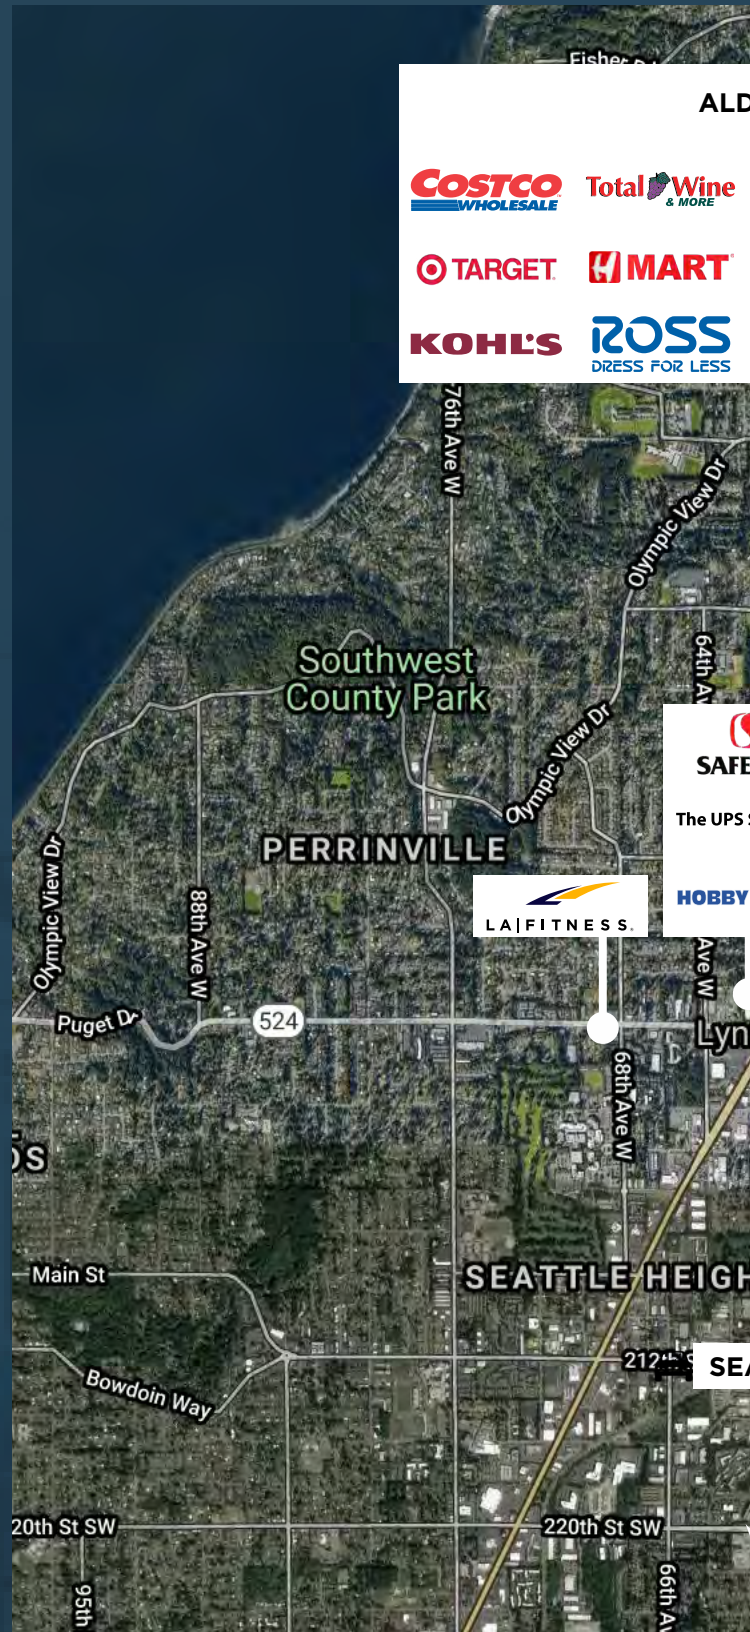 Fisher
ALD
COSTCO
WHOLESALE
Total Wine
& MORE
TARGET
H MART
KOHL'S
ROSS
DRESS FOR LESS
76th Ave W
Olympic View Dr
Southwest
County Park
64th Av
Olympic View Dr
SAFE
The UPS S
PERRINVILLE
Olympic View Dr
88th Ave W
LA|FITNESS.
HOBBY
Ave W
Puget Dr
524
Lyn
68th Ave W
DS
Main St
SEATTLE HEIGH
212th S
SEA
Bowdoin Way
20th St SW
220th St SW
95th
66th Av